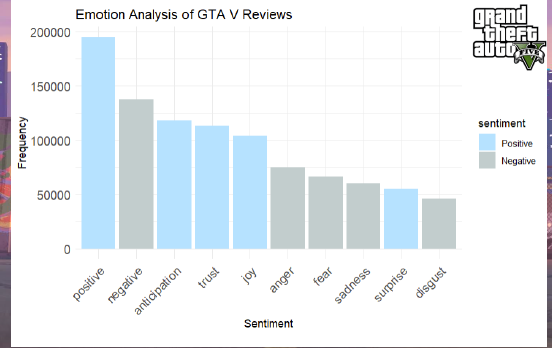 Emotion Analysis of GTA V Reviews
grand
theft
auto
FIVE
Frequency
200000
150000
100000
50000
0
positive
negative
anticipation
trust
joy
anger
fear
sadness
surprise
disgust
Sentiment
sentiment
Positive
Negative